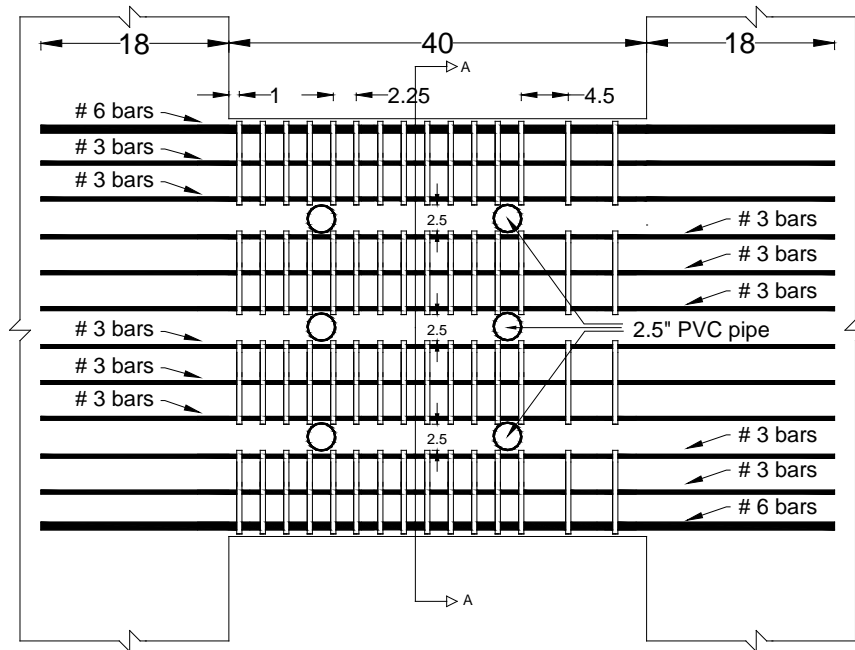 18
40
18
A
1
2.25
4.5
# 6 bars
# 3 bars
# 3 bars
2.5
# 3 bars
# 3 bars
# 3 bars
2.5
2.5" PVC pipe
# 3 bars
# 3 bars
# 3 bars
2.5
# 3 bars
# 3 bars
# 6 bars
A